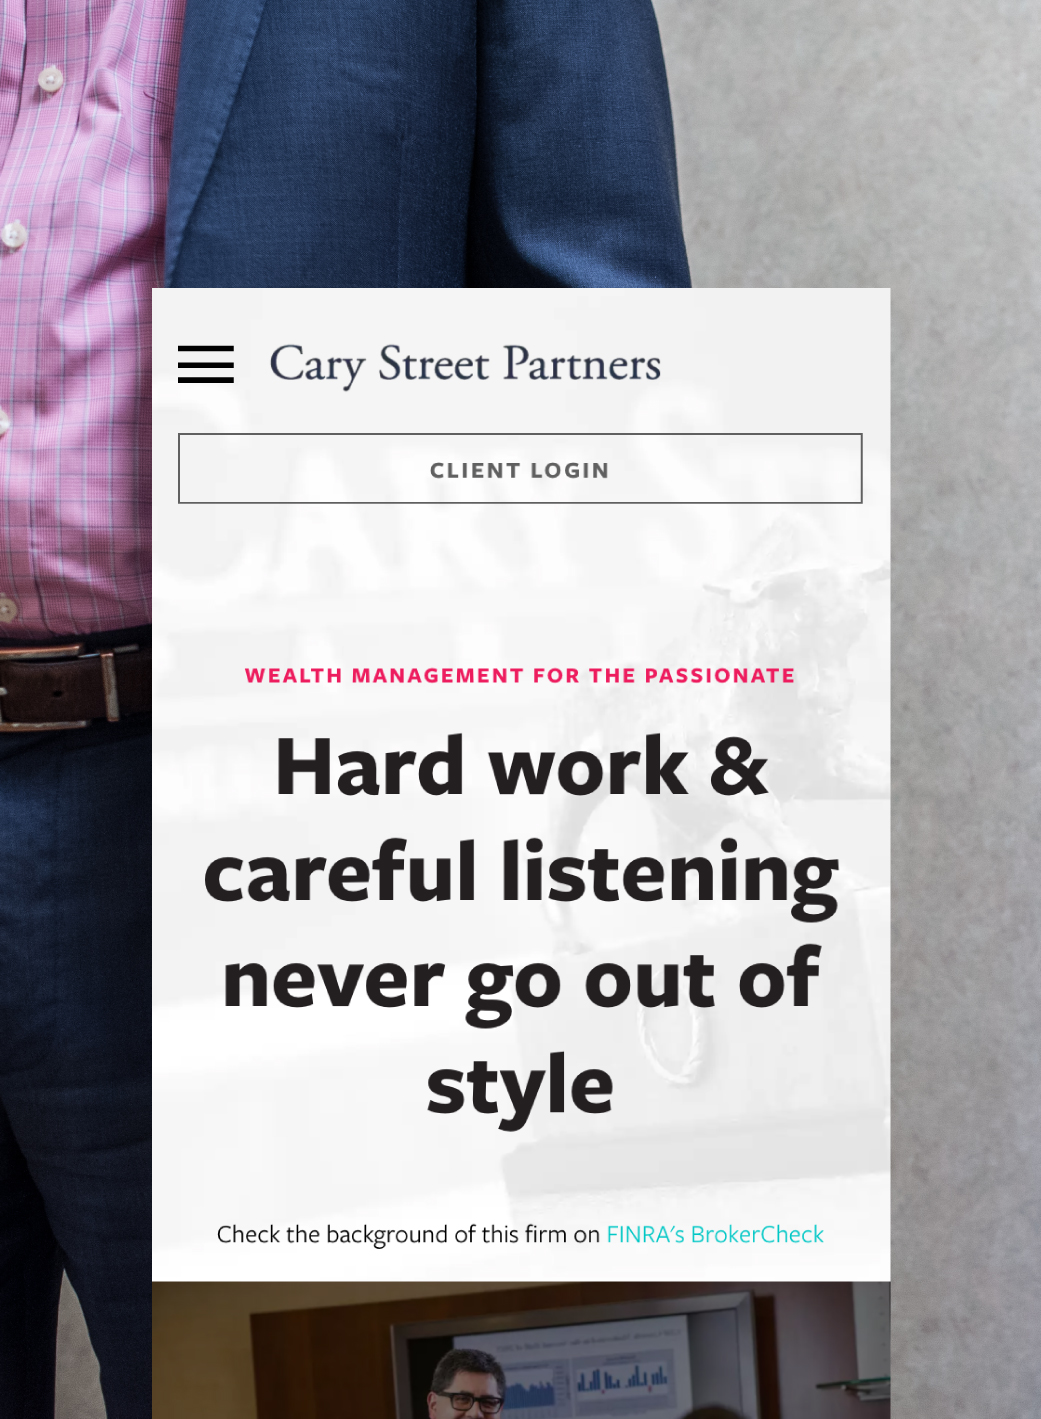 Cary Street Partners
CLIENT LOGIN
WEALTH MANAGEMENT FOR THE PASSIONATE
Hard work &
careful listening
never go out of
style
Check the background of this firm on FINRA's BrokerCheck